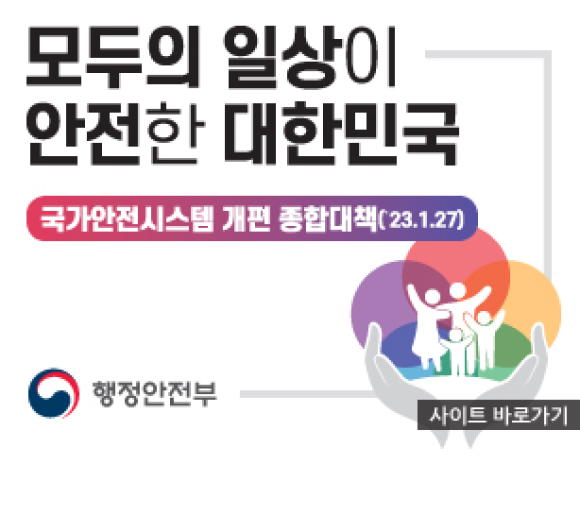 모두의 일상이
안전한 대한민국
국가안전시스템 개편 종합대책('23.1.27)
행정안전부
사이트 바로가기